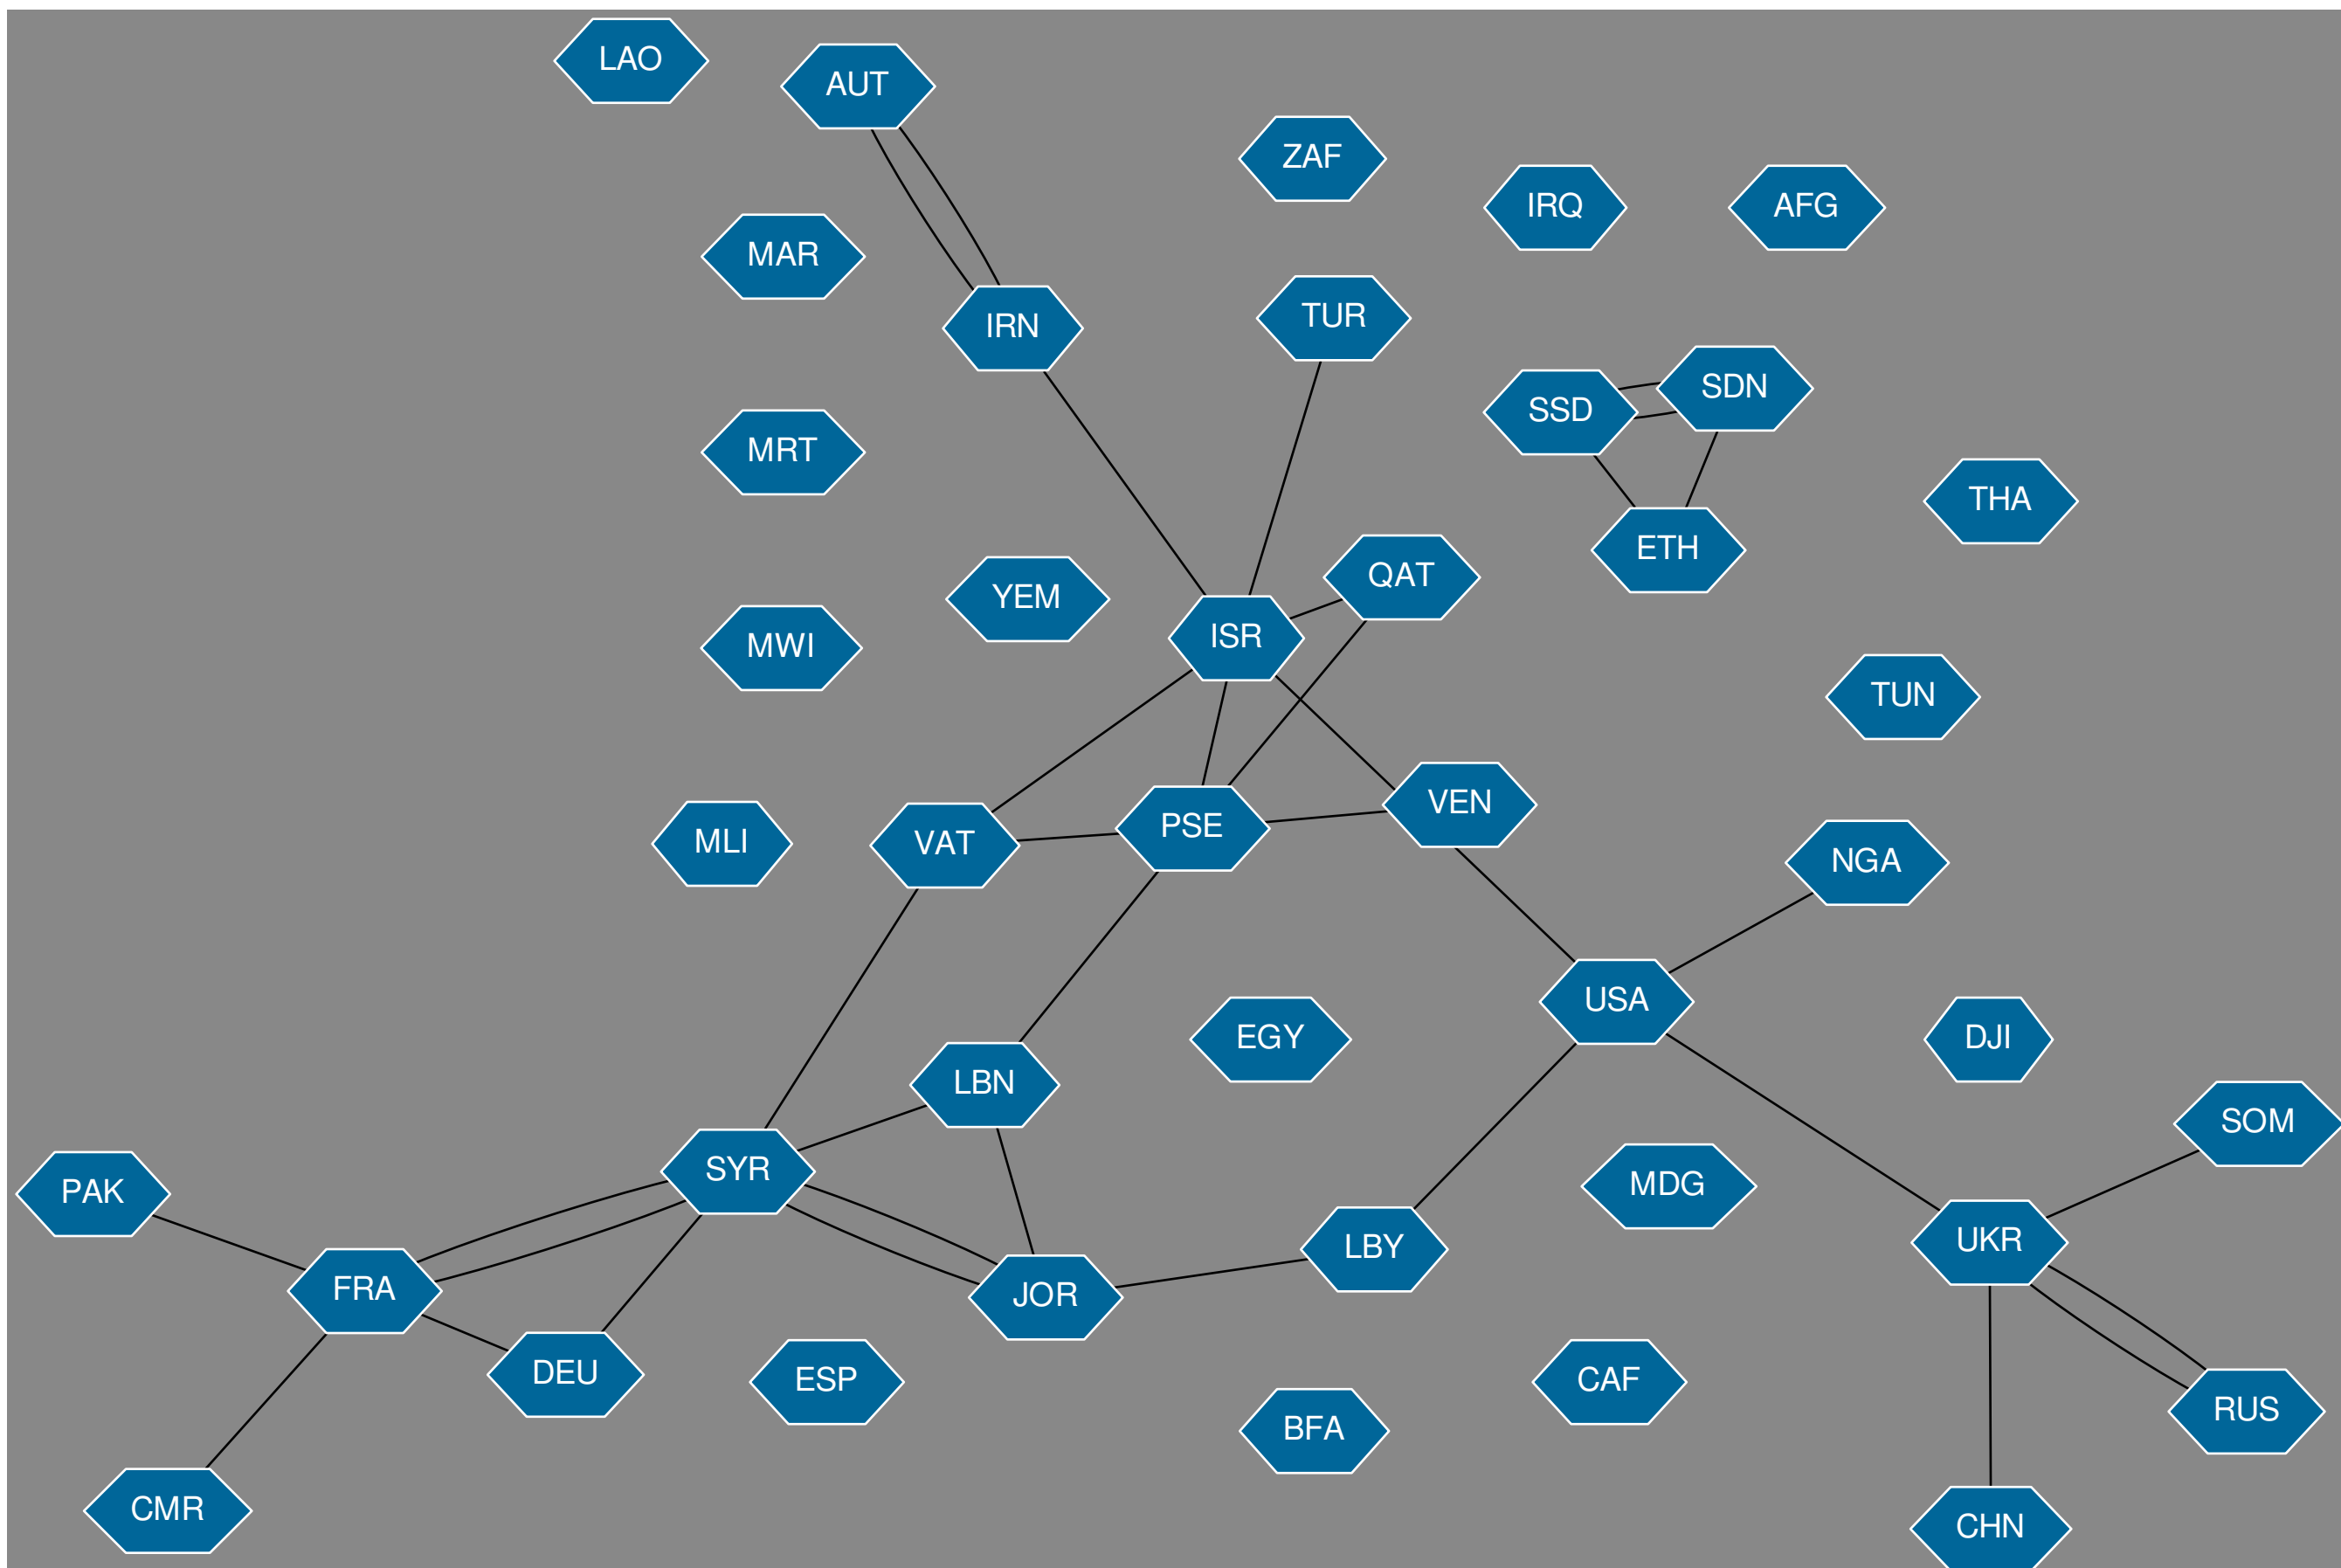 LAO
AUT
ZAF
IRQ
AFG
MAR
IRN
TUR
SSD
SDN
MRT
THA
ETH
QAT
YEM
ISR
MWI
TUN
VEN
PSE
VAT
MLI
NGA
USA
EGY
DJI
LBN
SOM
SYR
PAK
MDG
UKR
LBY
FRA
JOR
DEU
ESP
CAF
RUS
BFA
CMR
CHN